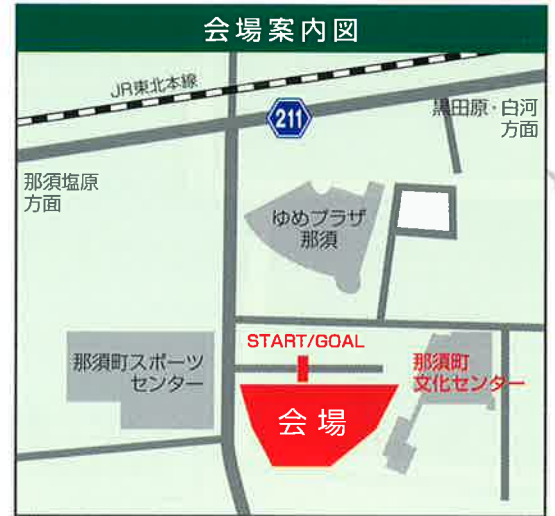 会場案内図
JR東北本線
211
黒田原・白河
方面
那須塩原
方面
ゆめプラザ
那須
START/GOAL
那須町スポーツ
センター
那須町
文化センター
会場